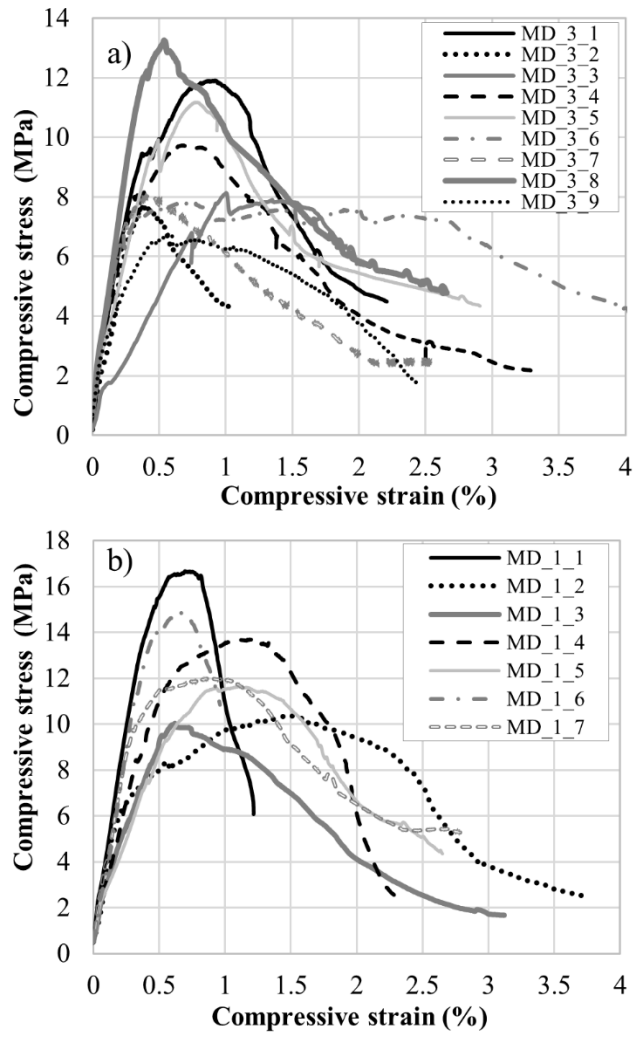 a)
Compressive stress (MPa)
14
12
10
8
6
4
2
0
MD_3_1
MD_3_2
MD_3_3
MD_3_4
MD_3_5
MD_3_6
MD_3_7
MD_3_8
MD_3_9
0 0.5 1 1.5 2 2.5 3 3.5 4
Compressive strain (%)
b)
Compressive stress (MPa)
18
16
14
12
10
8
6
4
2
0
MD_1_1
MD_1_2
MD_1_3
MD_1_4
MD_1_5
MD_1_6
MD_1_7
0 0.5 1 1.5 2 2.5 3 3.5 4
Compressive strain (%)